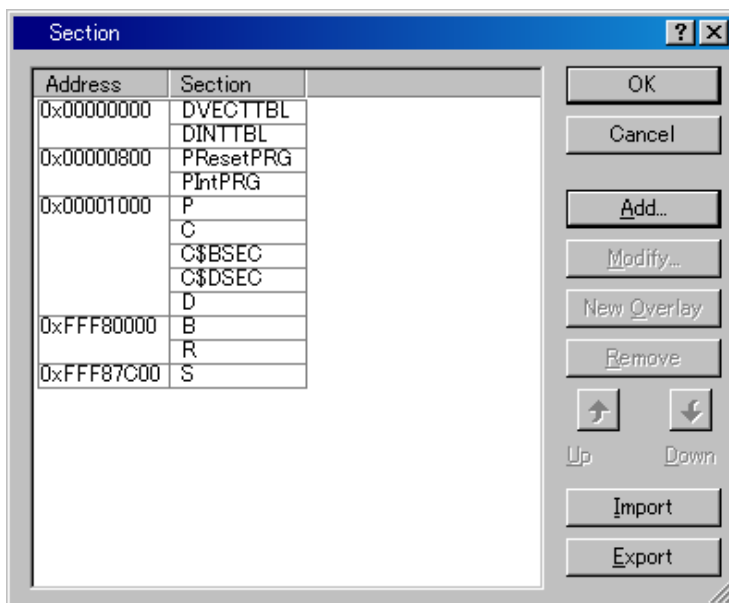 Section
Address Section
0x00000000 DVECTTBL
DINTTBL
0x00000800 PResetPRG
PIntPRG
0x00001000 P
C
C$BSEC
C$DSEC
D
0xFFF80000 B
R
0xFFF87C00 S
OK
Cancel
Add...
Modify...
New Overlay
Remove
Up Down
Import
Export